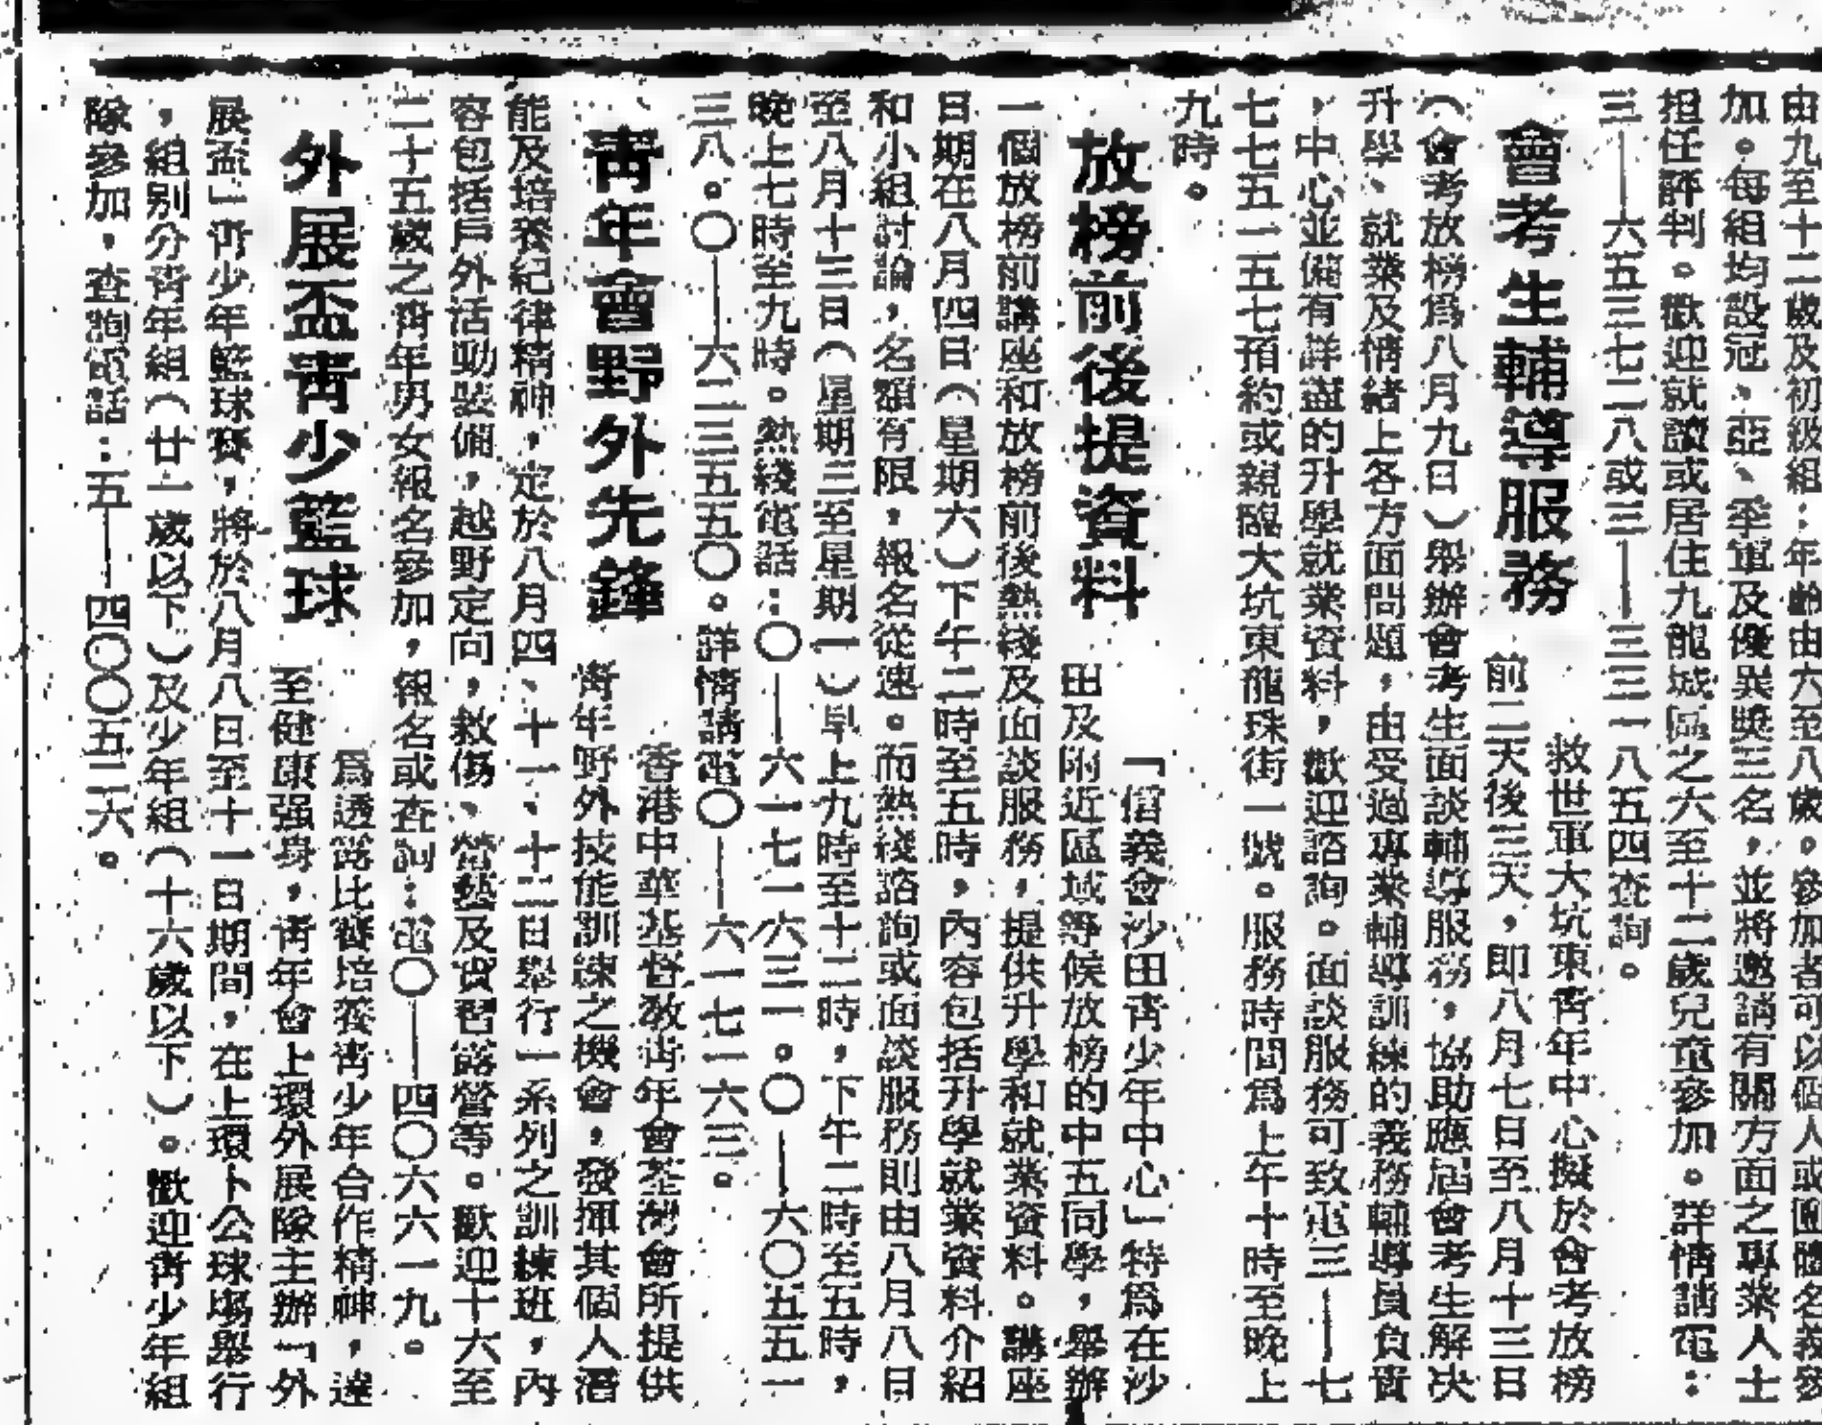 由九至十二歲及初級組：年齡由六至八歲。參加者可以個人或團體名義參
加。每組均設冠、亞、季軍及優異獎三名，並將邀請有關方面之專業人士
担任評判。歡迎就讀或居住九龍城區之六至十二歲兒童參加。詳情請電：
三——六五三七二八或三——三三一八五四查詢。
會考生輔導服務
救世軍大坑東青年中心擬於會考放榜
前二天後三天，即八月七日至八月十三日
（會考放榜爲八月九日）舉辦會考生面談輔導服務，協助應屆會考生解决
升學、就業及情緒上各方面問題，由受過專業輔導訓練的義務輔導員負責
，中心並備有詳盡的升學就業資料，歡迎諮詢。面談服務可致電三——七
七七五一五七預約或親臨大坑東龍珠街一號。服務時間爲上午十時至晚上
九時。
放榜前後提資料
「信義會沙田青少年中心」特爲在沙
田及附近區域等候放榜的中五同學，舉辦
一個放榜前講座和放榜前後熱綫及面談服務，提供升學和就業資料。講座
日期在八月四日（星期六）下午二時至五時，內容包括升學就業資料介紹
和小組討論，名額有限，報名從速。而熱綫諮詢或面談服務則由八月八日
至八月十三日（星期三至星期一）早上九時至十二時，下午二時至五時，
晚上七時至九時。熱綫電話：〇——六一七一六三一。〇——六〇五五一
三八。〇——六二三五五〇。詳情請電〇——六一七一六三。
青年會野外先鋒
香港中華基督教青年會荃灣會所提供
青年野外技能訓練之機會，發揮其個人潛
能及培養紀律精神，定於八月四、十一、十二日舉行一系列之訓練班，內
容包括戶外活動裝備，越野定向，救傷、營藝及實習露營等。歡迎十六至
二十五歲之青年男女報名參加，報名或查詢：電〇——四〇六六一九。
外展盃青少籃球
爲透露比賽培養青少年合作精神，達
至健康强身，青年會上環外展隊主辦「外
展盃」青少年籃球賽，將於八月八日至十一日期間，在上環卜公球場舉行
，組別分青年組（廿一歲以下）及少年組（十六歲以下）。歡迎青少年組
隊參加，查詢電話：五——四〇〇五二六。